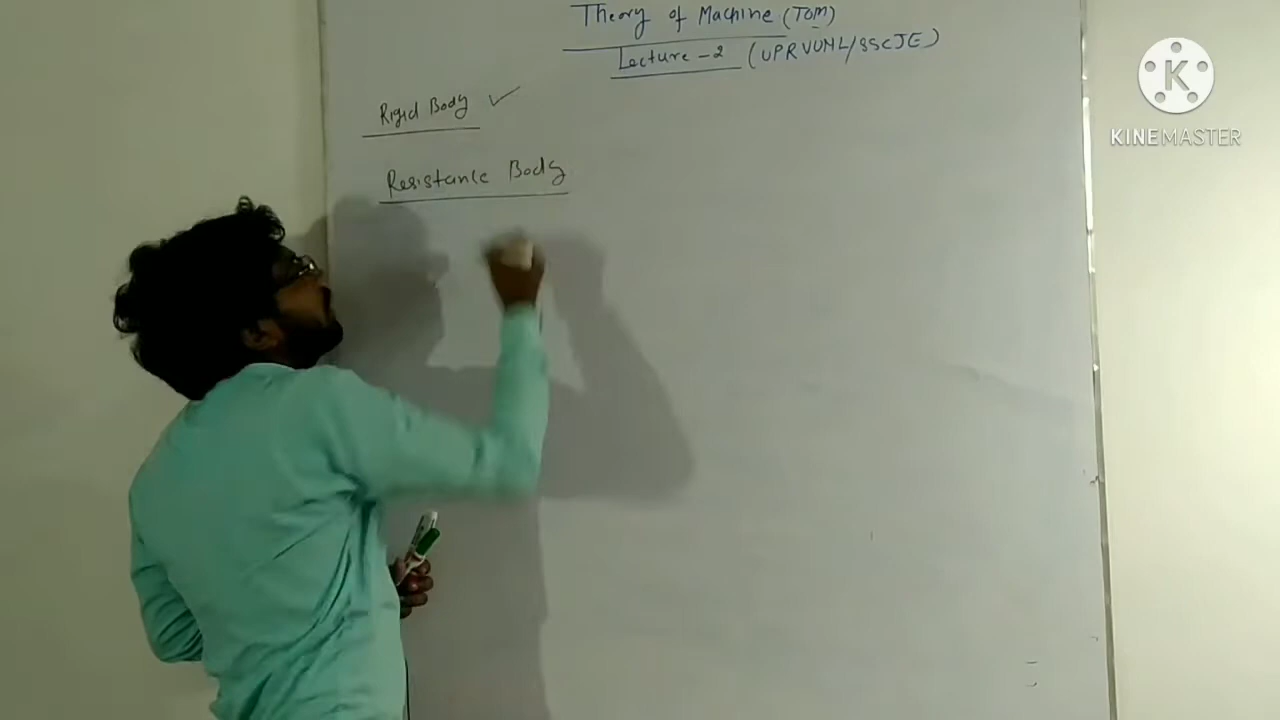 Theory of Machine (TOM)
Lecture - 2 (UPRVUNL/SSCJE)
Rigid Body ✓
Resistance Body
K
KINEMASTER